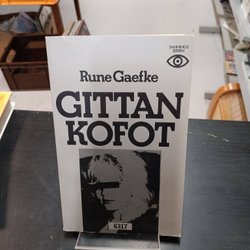 SANNINGS
SERIEN
Rune Gaefke
GITTAN
KOFOT
6317